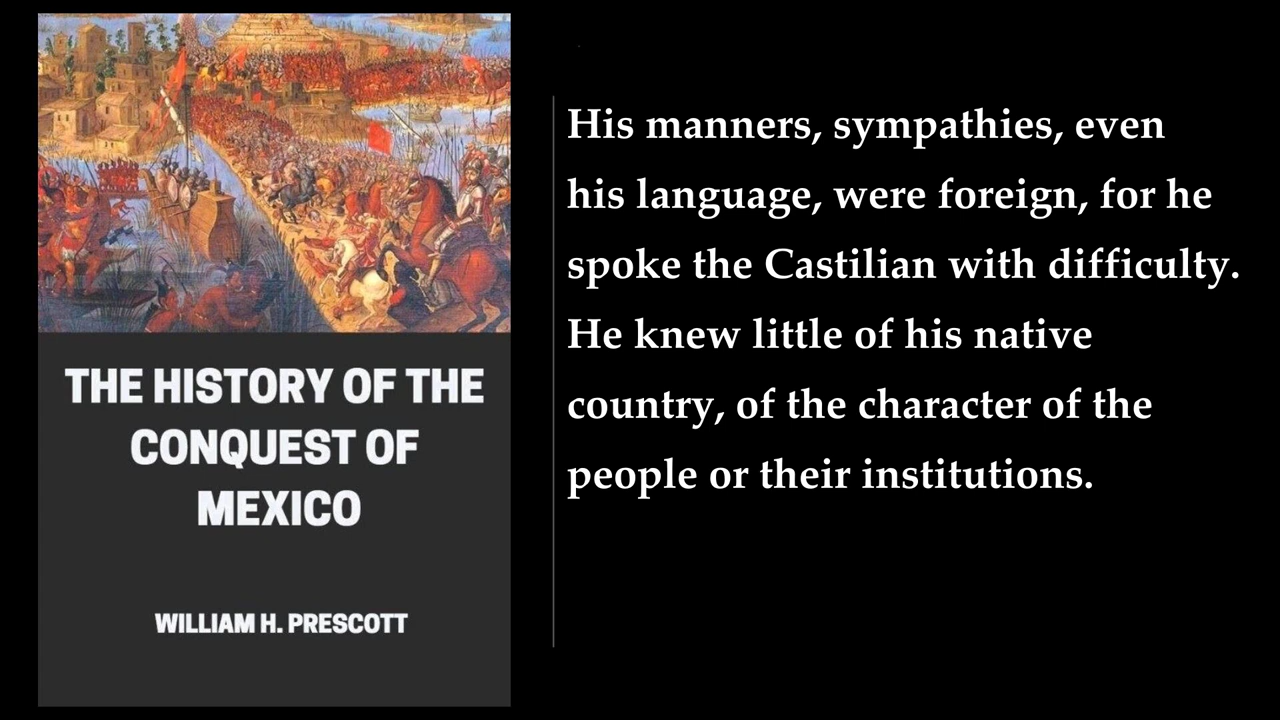 THE HISTORY OF THE
CONQUEST OF
MEXICO
WILLIAM H. PRESCOTT
His manners, sympathies, even
his language, were foreign, for he
spoke the Castilian with difficulty.
He knew little of his native
country, of the character of the
people or their institutions.